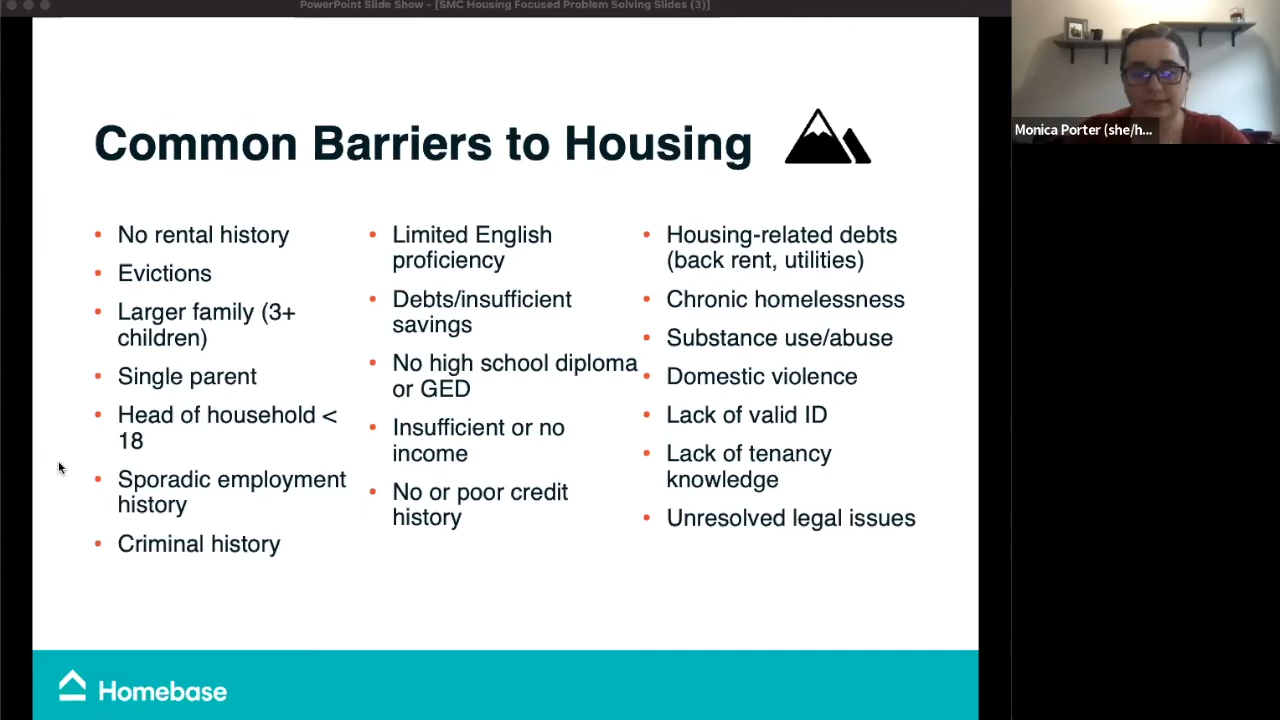 PowerPoint Slide Show - [SMC Housing Focused Problem Solving Slides (3)]
Common Barriers to Housing
• No rental history
• Evictions
• Larger family (3+
children)
• Single parent
• Head of household <
18
• Sporadic employment
history
• Criminal history
• Limited English
proficiency
• Debts/insufficient
savings
• No high school diploma
or GED
• Insufficient or no
income
• No or poor credit
history
• Housing-related debts
(back rent, utilities)
• Chronic homelessness
• Substance use/abuse
• Domestic violence
• Lack of valid ID
• Lack of tenancy
knowledge
• Unresolved legal issues
Homebase
Monica Porter (she/h...